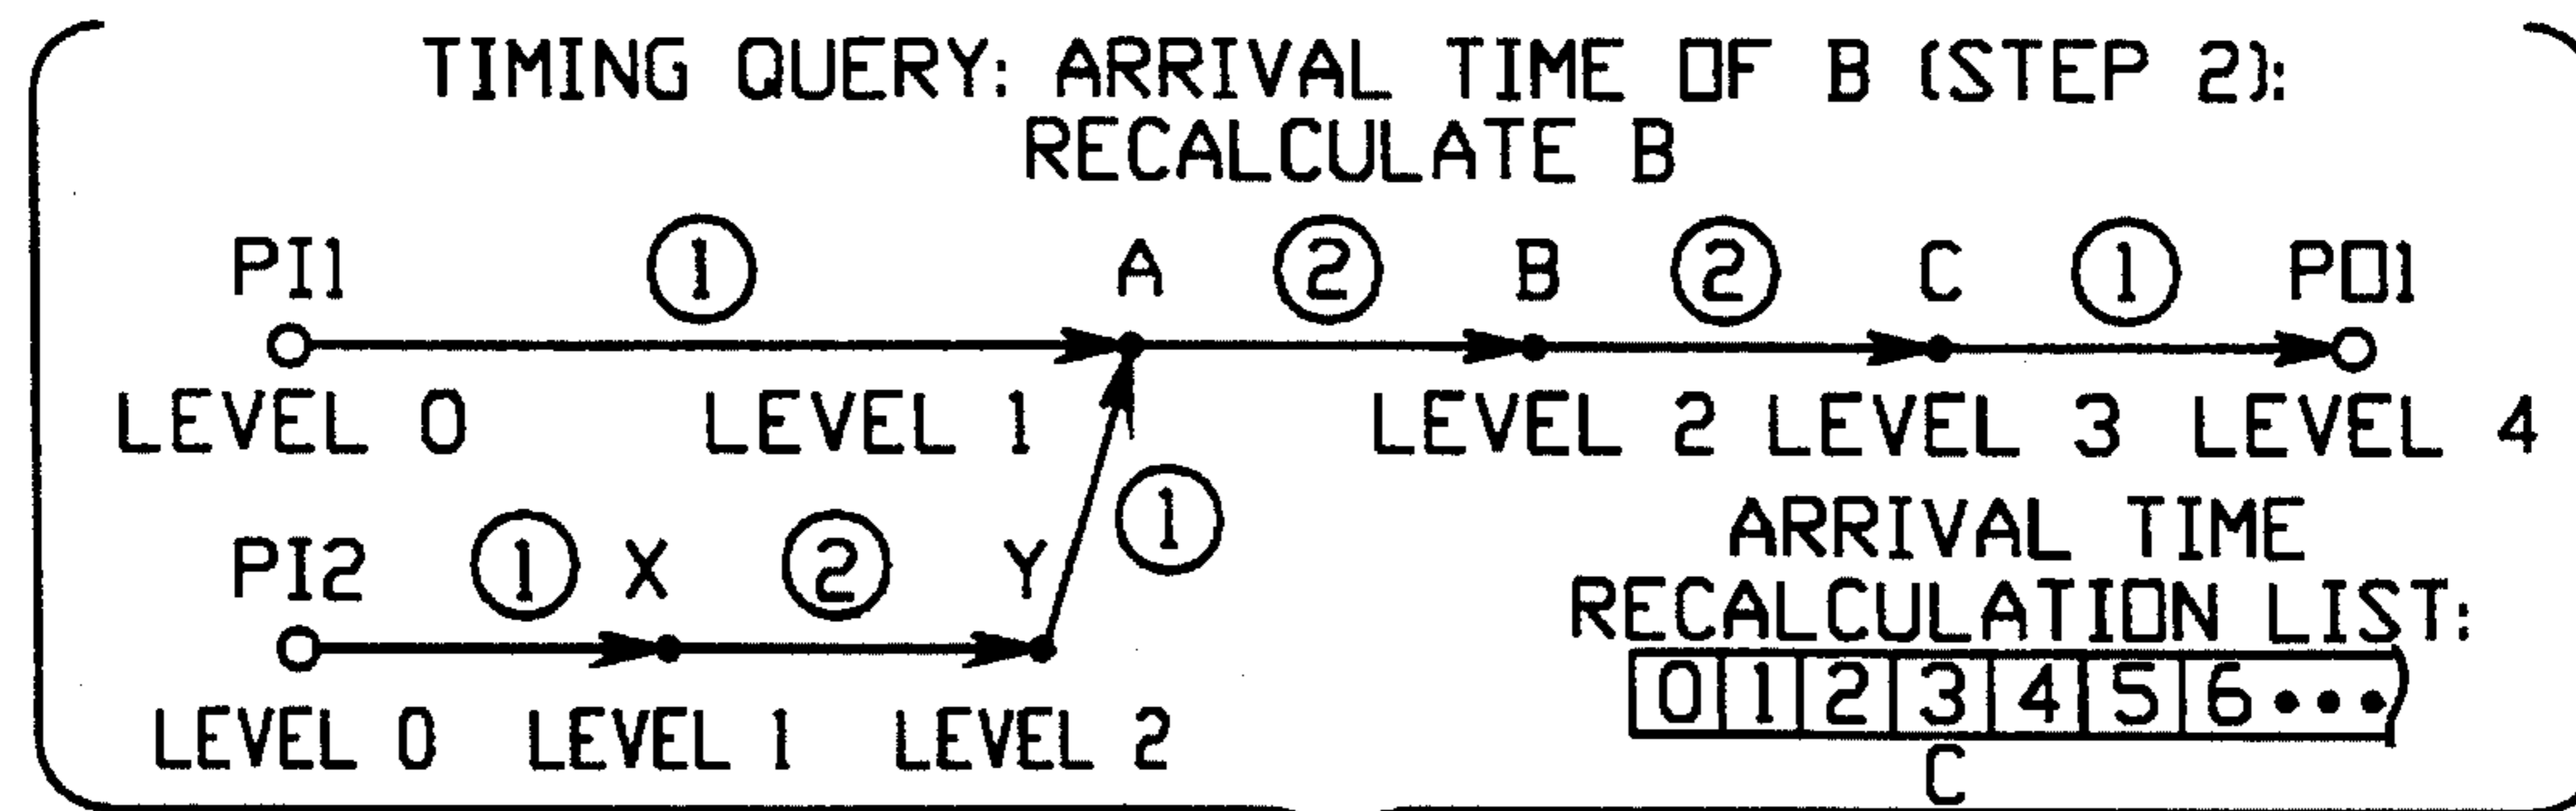 TIMING QUERY: ARRIVAL TIME OF B (STEP 2):
RECALCULATE B
PI1 1 A 2 B 2 C 1 PO1
LEVEL 0 LEVEL 1 LEVEL 2 LEVEL 3 LEVEL 4
PI2 1 X 2 Y 1
LEVEL 0 LEVEL 1 LEVEL 2
ARRIVAL TIME
RECALCULATION LIST:
0 1 2 3 4 5 6 •••
C